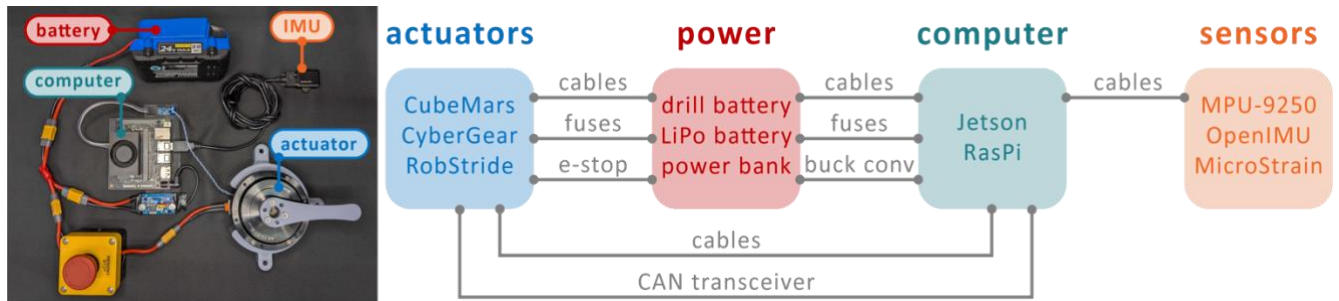 battery
IMU
computer
actuator
24V
actuators
power
computer
sensors
CubeMars
CyberGear
RobStride
cables
fuses
e-stop
drill battery
LiPo battery
power bank
cables
fuses
buck conv
Jetson
RasPi
cables
MPU-9250
OpenIMU
MicroStrain
cables
CAN transceiver